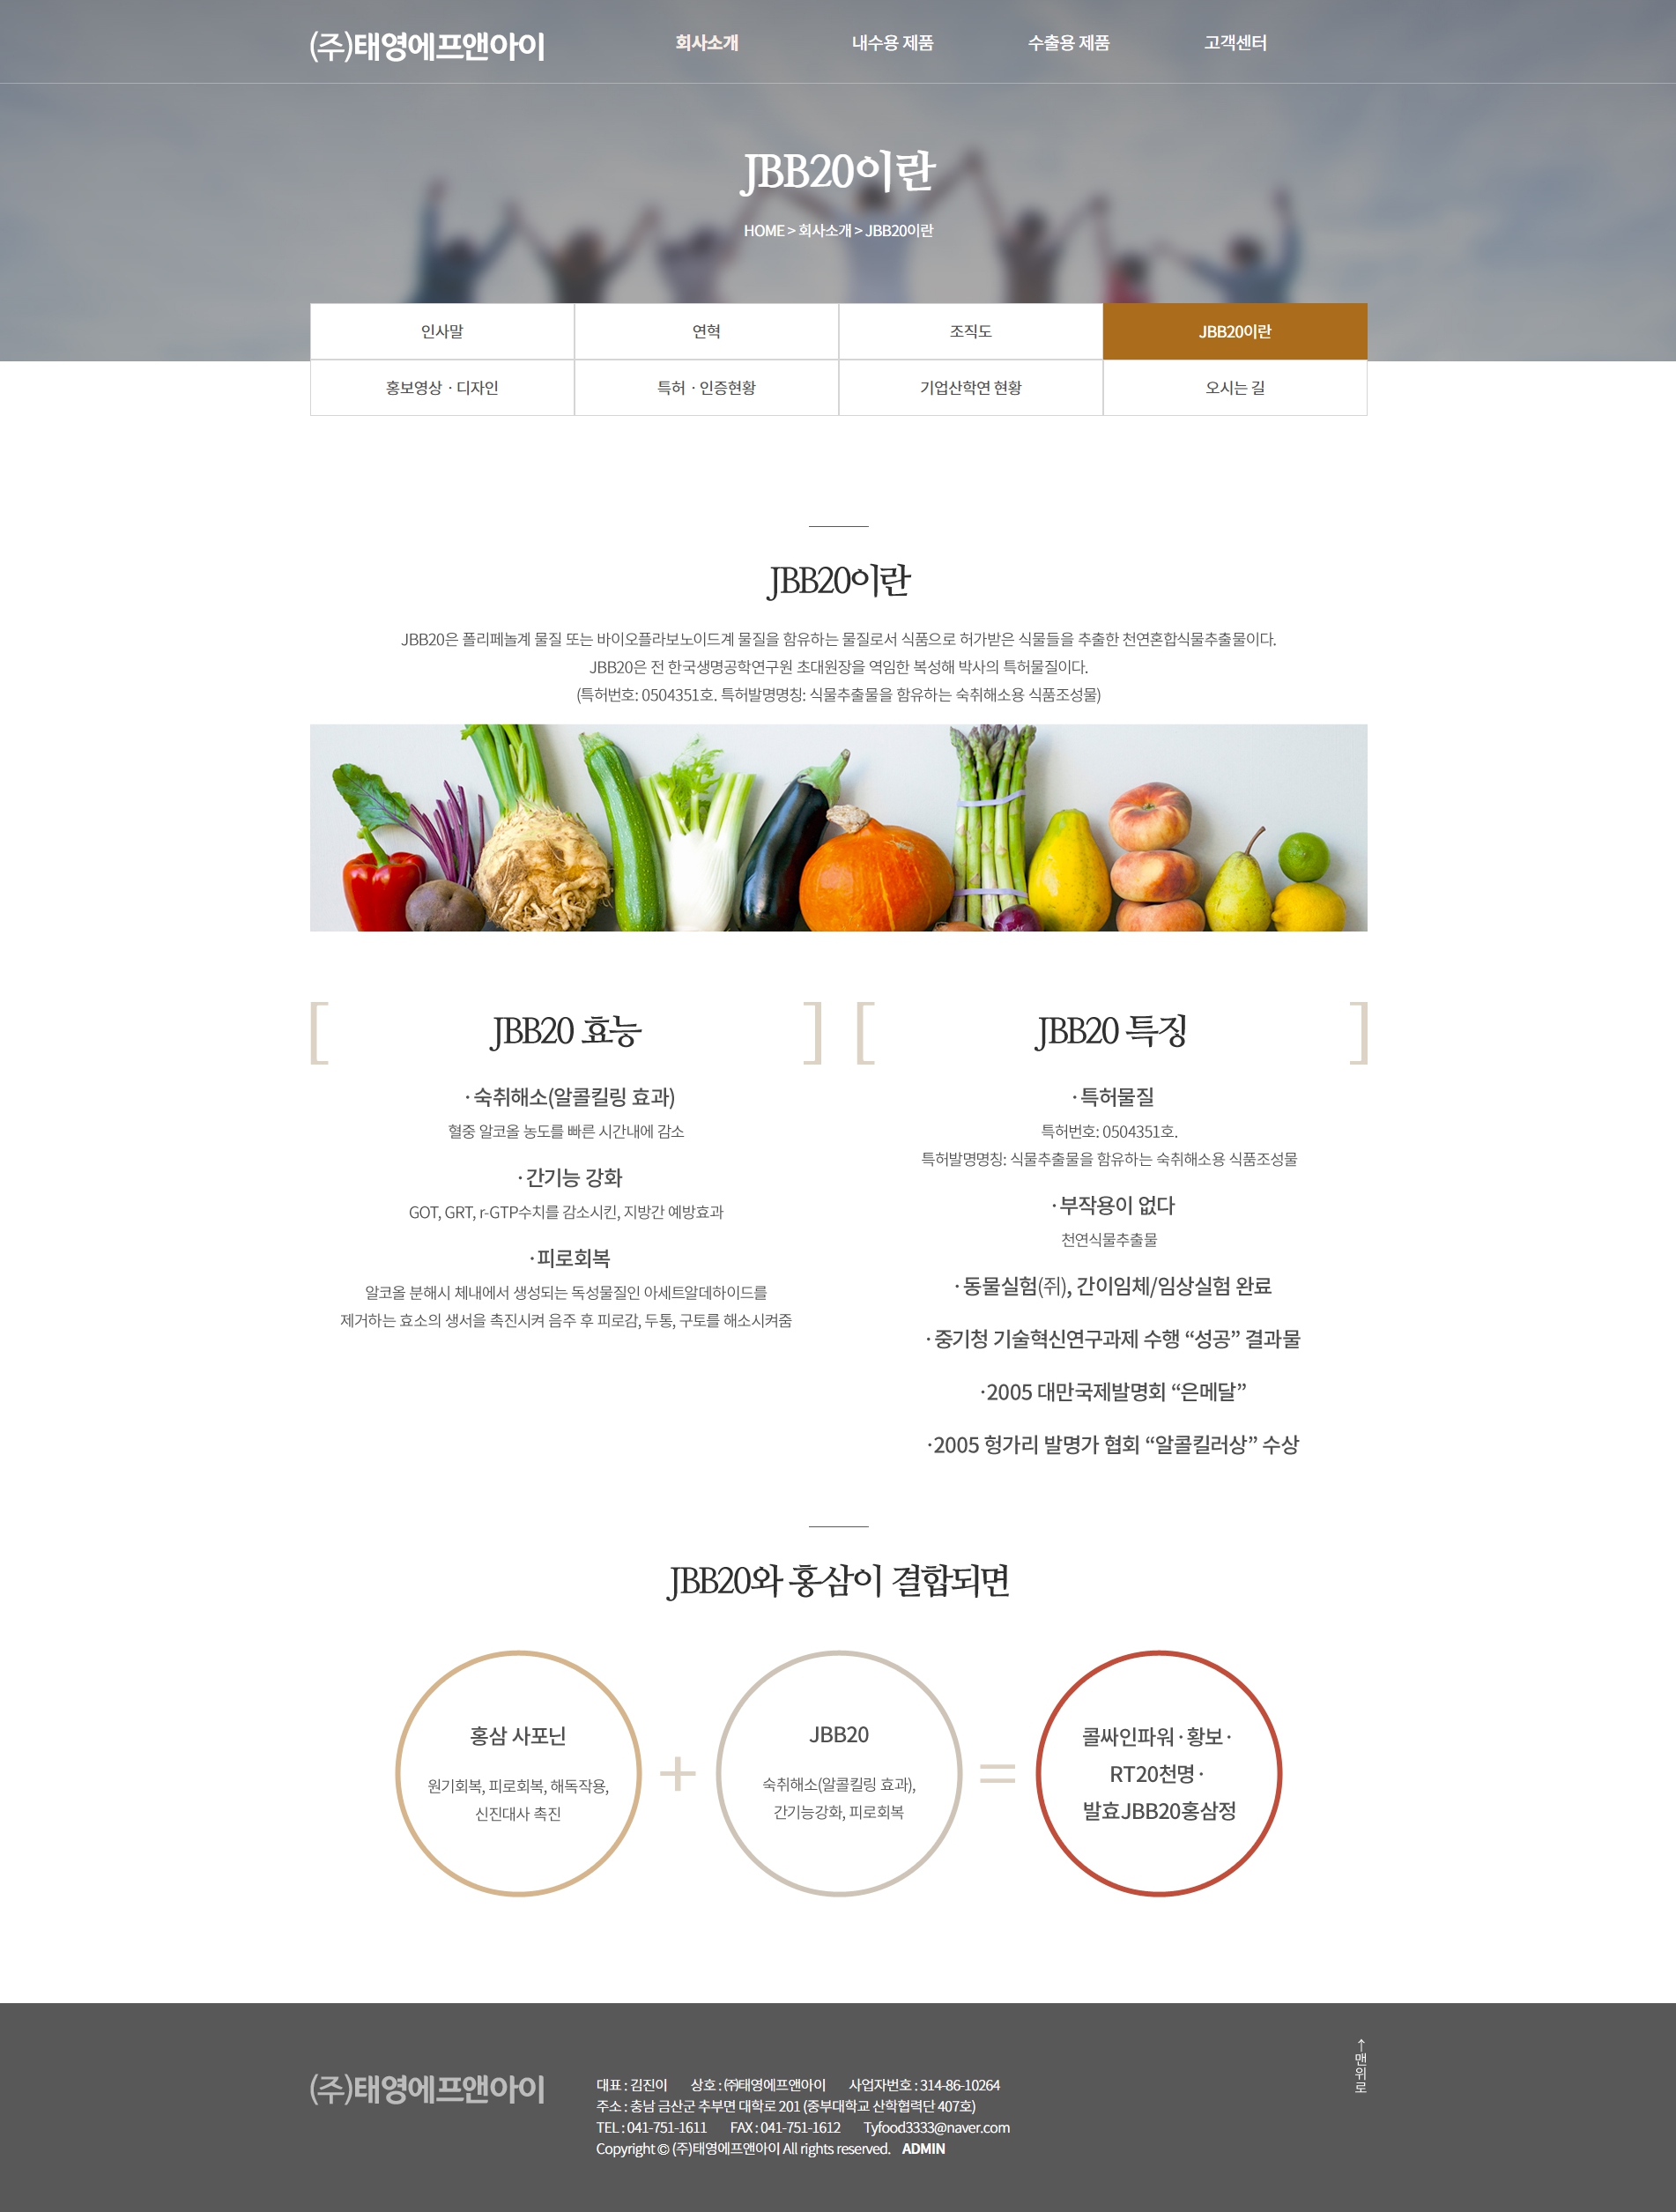 (주)태영에프앤아이
회사소개
내수용 제품
수출용 제품
고객센터
JBB20이란
HOME > 회사소개 > JBB20이란
인사말
연혁
조직도
JBB20이란
홍보영상 · 디자인
특허 · 인증현황
기업산학연 현황
오시는 길
JBB20이란
JBB20은 폴리페놀계 물질 또는 바이오플라보노이드계 물질을 함유하는 물질로서 식품으로 허가받은 식물들을 추출한 천연혼합식물추출물이다.
JBB20은 전 한국생명공학연구원 초대원장을 역임한 복성해 박사의 특허물질이다.
(특허번호: 0504351호. 특허발명명칭: 식물추출물을 함유하는 숙취해소용 식품조성물)
JBB20 효능
· 숙취해소(알콜킬링 효과)
혈중 알코올 농도를 빠른 시간내에 감소
· 간기능 강화
GOT, GRT, r-GTP수치를 감소시킨, 지방간 예방효과
· 피로회복
알코올 분해시 체내에서 생성되는 독성물질인 아세트알데하이드를
제거하는 효소의 생서을 촉진시켜 음주 후 피로감, 두통, 구토를 해소시켜줌
JBB20 특징
· 특허물질
특허번호: 0504351호.
특허발명명칭: 식물추출물을 함유하는 숙취해소용 식품조성물
· 부작용이 없다
천연식물추출물
· 동물실험(쥐), 간이임체/임상실험 완료
· 중기청 기술혁신연구과제 수행 “성공” 결과물
·2005 대만국제발명회 “은메달”
·2005 헝가리 발명가 협회 “알콜킬러상” 수상
JBB20와 홍삼이 결합되면
홍삼 사포닌
원기회복, 피로회복, 해독작용,
신진대사 촉진
+
JBB20
숙취해소(알콜킬링 효과),
간기능강화, 피로회복
=
콜싸인파워 · 황보 ·
RT20천명 ·
발효JBB20홍삼정
(주)태영에프앤아이
대표 : 김진이 상호 : ㈜태영에프앤아이 사업자번호 : 314-86-10264
주소 : 충남 금산군 추부면 대학로 201 (중부대학교 산학협력단 407호)
TEL : 041-751-1611 FAX : 041-751-1612 Tyfood3333@naver.com
Copyright © (주)태영에프앤아이 All rights reserved. ADMIN
↑맨위로